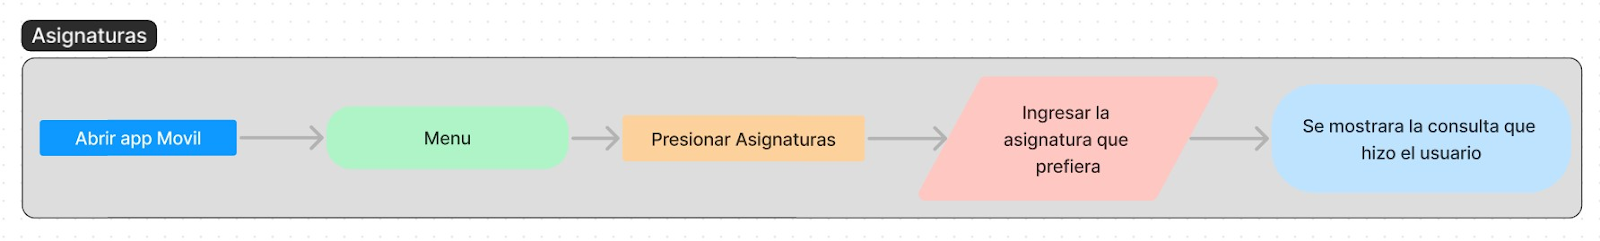 Asignaturas
Abrir app Movil
Menu
Presionar Asignaturas
Ingresar la
asignatura que
prefiera
Se mostrara la consulta que
hizo el usuario